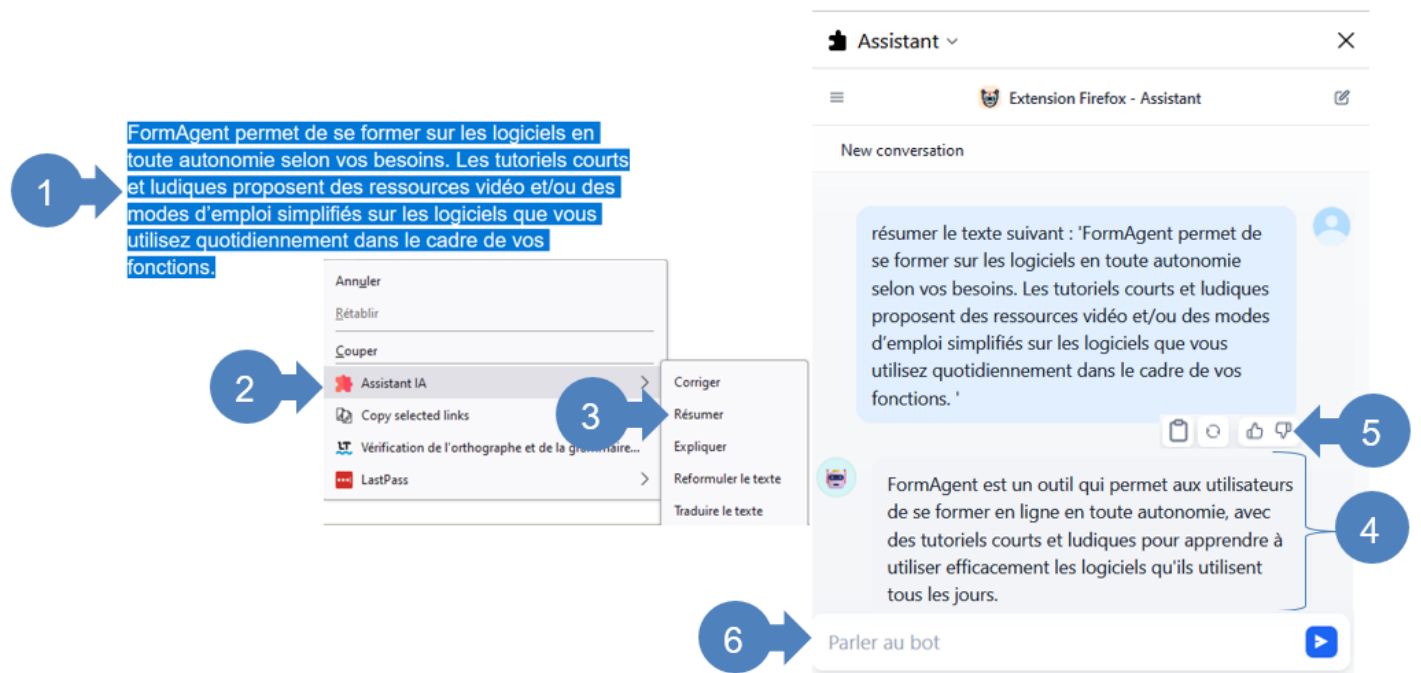 1
FormAgent permet de se former sur les logiciels en
toute autonomie selon vos besoins. Les tutoriels courts
et ludiques proposent des ressources vidéo et/ou des
modes d'emploi simplifiés sur les logiciels que vous
utilisez quotidiennement dans le cadre de vos
fonctions.
Annuler
Rétablir
Couper
2
Assistant IA
Copy selected links
LT Vérification de l'orthographe et de la grammaire...
LastPass
3
Corriger
Résumer
Expliquer
Reformuler le texte
Traduire le texte
Assistant
Extension Firefox - Assistant
New conversation
résumer le texte suivant : 'FormAgent permet de
se former sur les logiciels en toute autonomie
selon vos besoins. Les tutoriels courts et ludiques
proposent des ressources vidéo et/ou des modes
d'emploi simplifiés sur les logiciels que vous
utilisez quotidiennement dans le cadre de vos
fonctions. '
5
FormAgent est un outil qui permet aux utilisateurs
de se former en ligne en toute autonomie, avec
des tutoriels courts et ludiques pour apprendre à
utiliser efficacement les logiciels qu'ils utilisent
tous les jours.
4
6
Parler au bot